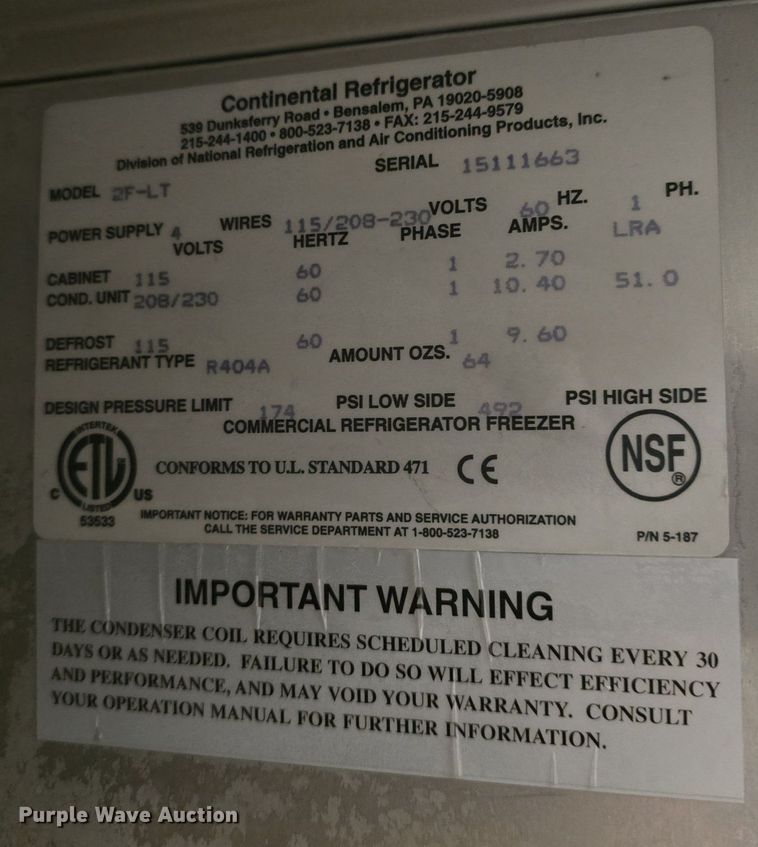 Continental Refrigerator
539 Dunksferry Road • Bensalem, PA 19020-5908
215-244-1400 • 800-523-7138 • FAX: 215-244-9579
Division of National Refrigeration and Air Conditioning Products, Inc.
MODEL 2F-LT SERIAL 15111663
POWER SUPPLY 4 WIRES 115/208-230 VOLTS 60 HZ. 1 PH.
VOLTS HERTZ PHASE AMPS. LRA
CABINET 115 60 1 2.70
COND. UNIT 208/230 60 1 10.40 51.0
DEFROST 115 60 1 9.60
REFRIGERANT TYPE R404A AMOUNT OZS. 64
DESIGN PRESSURE LIMIT 174 PSI LOW SIDE 492 PSI HIGH SIDE
COMMERCIAL REFRIGERATOR FREEZER
INTERTEK
ETL
LISTED
C US
53533
CONFORMS TO U.L. STANDARD 471 CE
NSF ®
IMPORTANT NOTICE: FOR WARRANTY PARTS AND SERVICE AUTHORIZATION
CALL THE SERVICE DEPARTMENT AT 1-800-523-7138
P/N 5-187
IMPORTANT WARNING
THE CONDENSER COIL REQUIRES SCHEDULED CLEANING EVERY 30
DAYS OR AS NEEDED. FAILURE TO DO SO WILL EFFECT EFFICIENCY
AND PERFORMANCE, AND MAY VOID YOUR WARRANTY. CONSULT
YOUR OPERATION MANUAL FOR FURTHER INFORMATION.
Purple Wave Auction